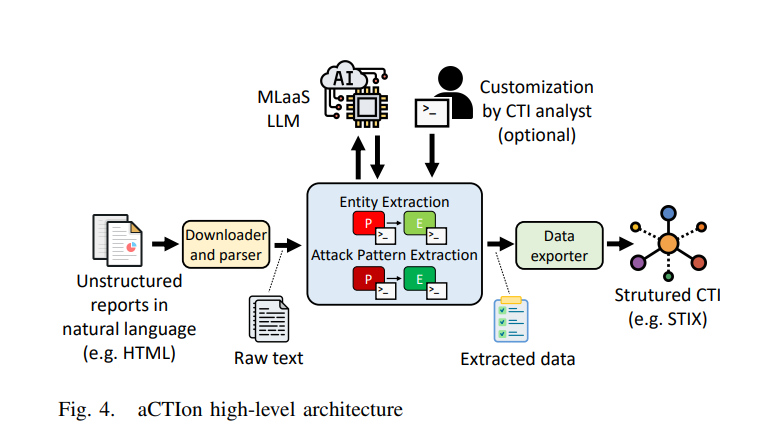 AI
MLaaS
LLM
>_
Customization
by CTI analyst
(optional)
Entity Extraction
P
E
>_
>_
Attack Pattern Extraction
P
E
>_
>_
Downloader
and parser
Data
exporter
Unstructured
reports in
natural language
(e.g. HTML)
Raw text
Extracted data
Strutured CTI
(e.g. STIX)
Fig. 4. aCTIon high-level architecture